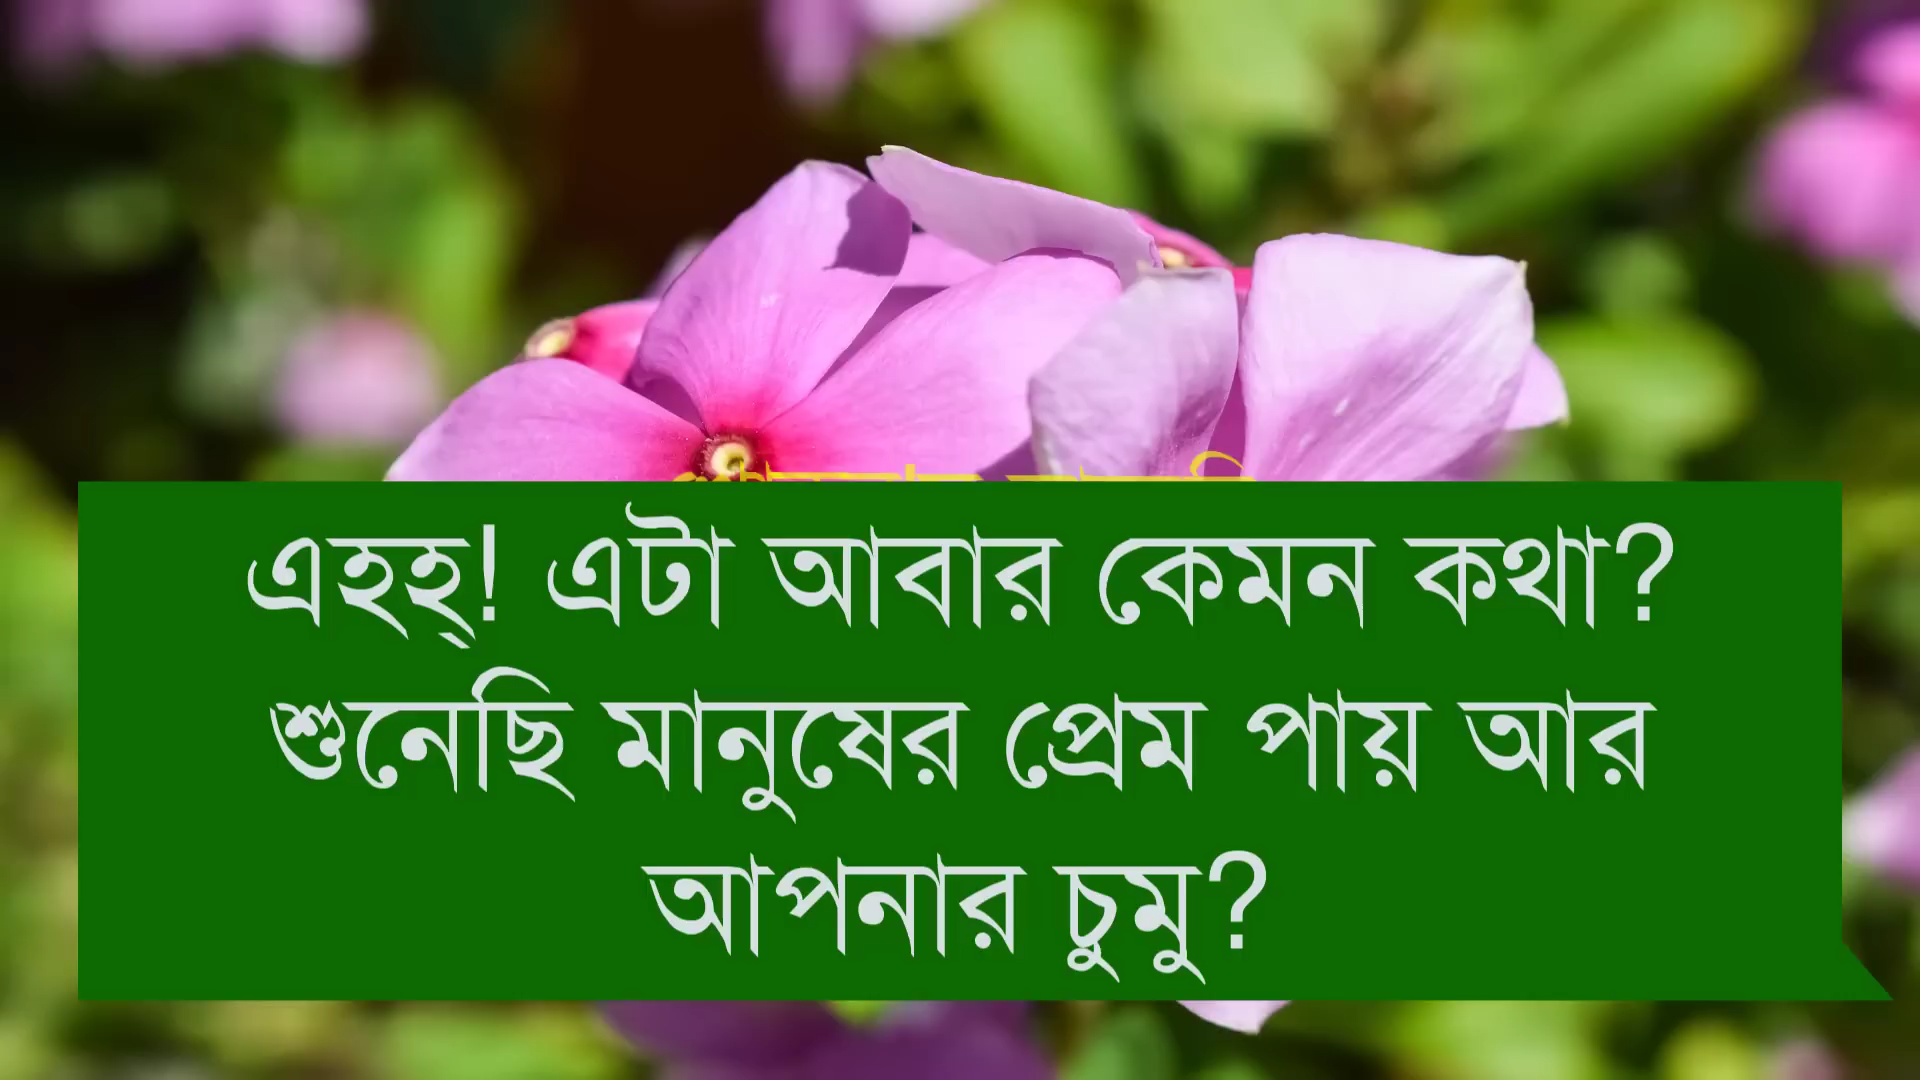 এহহ্! এটা আবার কেমন কথা?
শুনেছি মানুষের প্রেম পায় আর
আপনার চুমু?